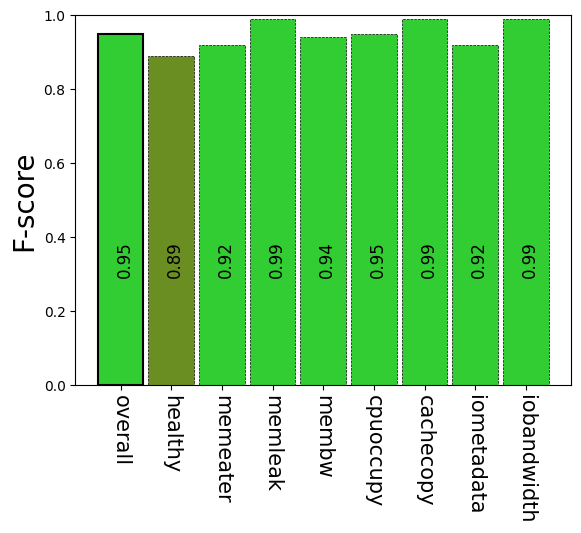 F-score
1.0
0.8
0.6
0.4
0.2
0.0
0.95
0.89
0.92
0.99
0.94
0.95
0.99
0.92
0.99
overall
healthy
memeater
memleak
membw
cpuoccupy
cachecopy
iometadata
iobandwidth